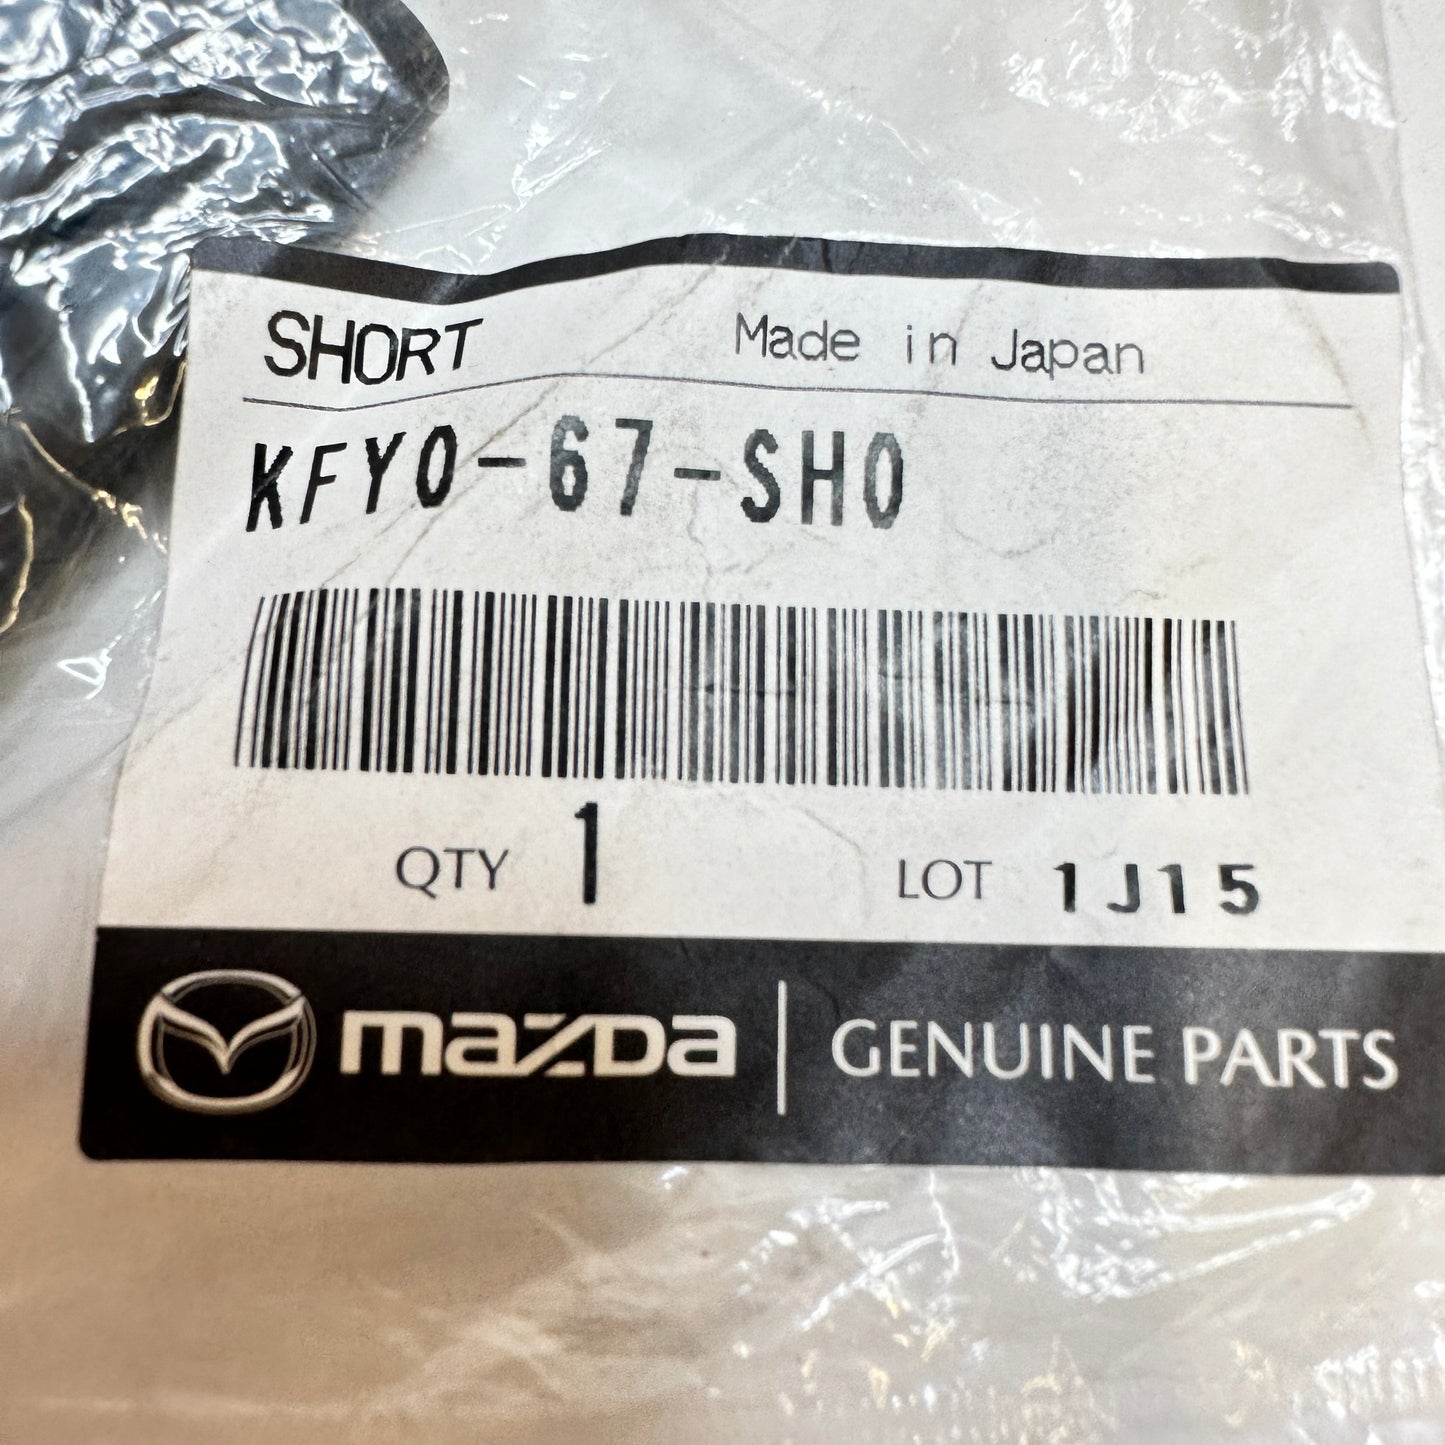 SHORT Made in Japan
KFY0-67-SH0
QTY 1 LOT 1J15
mazda GENUINE PARTS